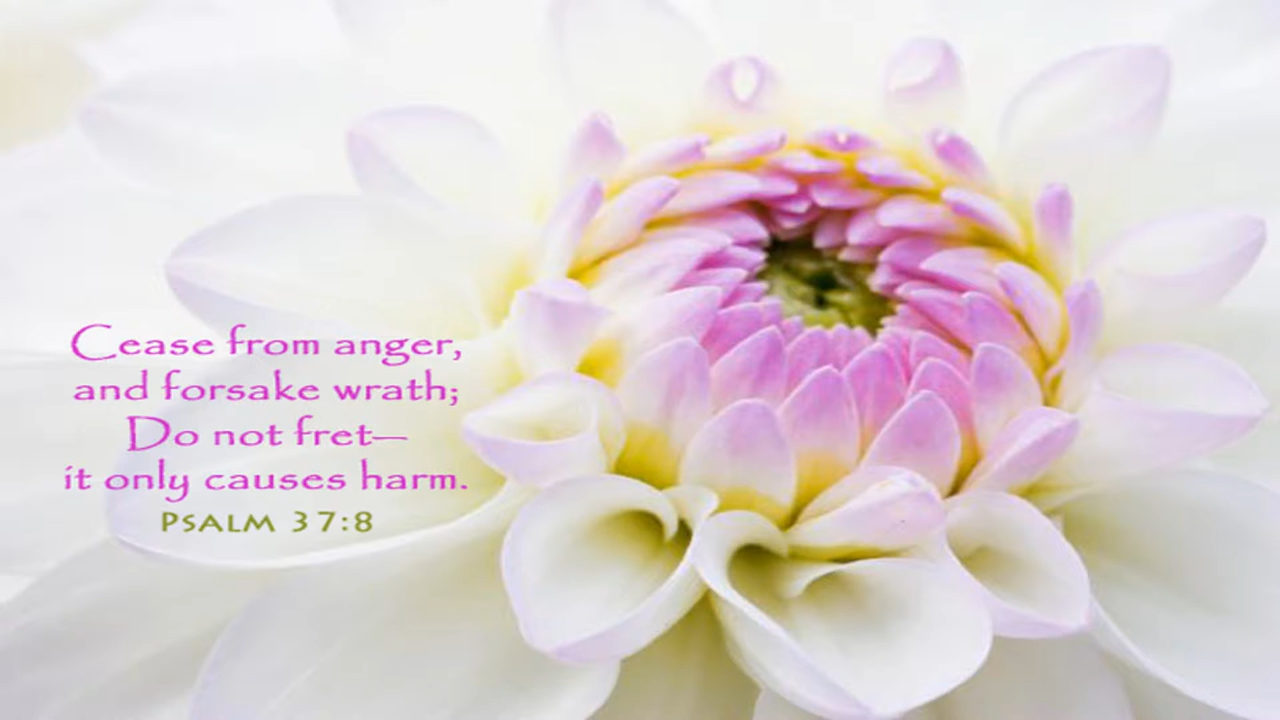 Cease from anger,
and forsake wrath;
Do not fret—
it only causes harm.
PSALM 37:8